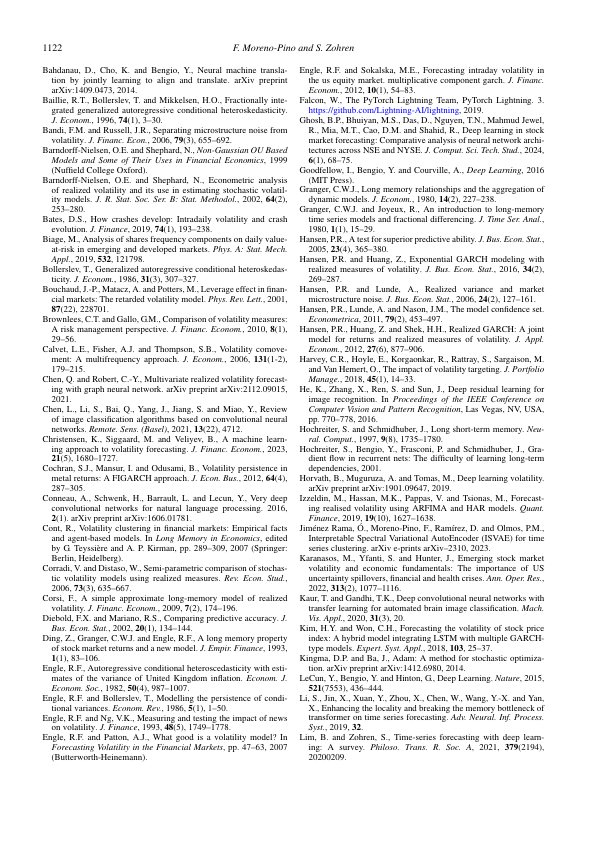 1122
F. Moreno-Pino and S. Zohren
Bahdanau, D., Cho, K. and Bengio, Y., Neural machine transla-
tion by jointly learning to align and translate. arXiv preprint
arXiv:1409.0473, 2014.
Baillie, R.T., Bollerslev, T. and Mikkelsen, H.O., Fractionally inte-
grated generalized autoregressive conditional heteroskedasticity.
J. Econom., 1996, 74(1), 3–30.
Bandi, F.M. and Russell, J.R., Separating microstructure noise from
volatility. J. Financ. Econ., 2006, 79(3), 655–692.
Barndorff-Nielsen, O.E. and Shephard, N., Non-Gaussian OU Based
Models and Some of Their Uses in Financial Economics, 1999
(Nuffield College Oxford).
Barndorff-Nielsen, O.E. and Shephard, N., Econometric analysis
of realized volatility and its use in estimating stochastic volatil-
ity models. J. R. Stat. Soc. Ser. B: Stat. Methodol., 2002, 64(2),
253–280.
Bates, D.S., How crashes develop: Intradaily volatility and crash
evolution. J. Finance, 2019, 74(1), 193–238.
Biage, M., Analysis of shares frequency components on daily value-
at-risk in emerging and developed markets. Phys. A: Stat. Mech.
Appl., 2019, 532, 121798.
Bollerslev, T., Generalized autoregressive conditional heteroskedas-
ticity. J. Econom., 1986, 31(3), 307–327.
Bouchaud, J.-P., Matacz, A. and Potters, M., Leverage effect in finan-
cial markets: The retarded volatility model. Phys. Rev. Lett., 2001,
87(22), 228701.
Brownlees, C.T. and Gallo, G.M., Comparison of volatility measures:
A risk management perspective. J. Financ. Econom., 2010, 8(1),
29–56.
Calvet, L.E., Fisher, A.J. and Thompson, S.B., Volatility comove-
ment: A multifrequency approach. J. Econom., 2006, 131(1-2),
179–215.
Chen, Q. and Robert, C.-Y., Multivariate realized volatility forecast-
ing with graph neural network. arXiv preprint arXiv:2112.09015,
2021.
Chen, L., Li, S., Bai, Q., Yang, J., Jiang, S. and Miao, Y., Review
of image classification algorithms based on convolutional neural
networks. Remote. Sens. (Basel), 2021, 13(22), 4712.
Christensen, K., Siggaard, M. and Veliyev, B., A machine learn-
ing approach to volatility forecasting. J. Financ. Econom., 2023,
21(5), 1680–1727.
Cochran, S.J., Mansur, I. and Odusami, B., Volatility persistence in
metal returns: A FIGARCH approach. J. Econ. Bus., 2012, 64(4),
287–305.
Conneau, A., Schwenk, H., Barrault, L. and Lecun, Y., Very deep
convolutional networks for natural language processing. 2016,
2(1). arXiv preprint arXiv:1606.01781.
Cont, R., Volatility clustering in financial markets: Empirical facts
and agent-based models. In Long Memory in Economics, edited
by G. Teyssière and A. P. Kirman, pp. 289–309, 2007 (Springer:
Berlin, Heidelberg).
Corradi, V. and Distaso, W., Semi-parametric comparison of stochas-
tic volatility models using realized measures. Rev. Econ. Stud.,
2006, 73(3), 635–667.
Corsi, F., A simple approximate long-memory model of realized
volatility. J. Financ. Econom., 2009, 7(2), 174–196.
Diebold, F.X. and Mariano, R.S., Comparing predictive accuracy. J.
Bus. Econ. Stat., 2002, 20(1), 134–144.
Ding, Z., Granger, C.W.J. and Engle, R.F., A long memory property
of stock market returns and a new model. J. Empir. Finance, 1993,
1(1), 83–106.
Engle, R.F., Autoregressive conditional heteroscedasticity with esti-
mates of the variance of United Kingdom inflation. Econom. J.
Econom. Soc., 1982, 50(4), 987–1007.
Engle, R.F. and Bollerslev, T., Modelling the persistence of condi-
tional variances. Econom. Rev., 1986, 5(1), 1–50.
Engle, R.F. and Ng, V.K., Measuring and testing the impact of news
on volatility. J. Finance, 1993, 48(5), 1749–1778.
Engle, R.F. and Patton, A.J., What good is a volatility model? In
Forecasting Volatility in the Financial Markets, pp. 47–63, 2007
(Butterworth-Heinemann).
Engle, R.F. and Sokalska, M.E., Forecasting intraday volatility in
the us equity market. multiplicative component garch. J. Financ.
Econom., 2012, 10(1), 54–83.
Falcon, W., The PyTorch Lightning Team, PyTorch Lightning. 3.
https://github.com/Lightning-AI/lightning, 2019.
Ghosh, B.P., Bhuiyan, M.S., Das, D., Nguyen, T.N., Mahmud Jewel,
R., Mia, M.T., Cao, D.M. and Shahid, R., Deep learning in stock
market forecasting: Comparative analysis of neural network archi-
tectures across NSE and NYSE. J. Comput. Sci. Tech. Stud., 2024,
6(1), 68–75.
Goodfellow, I., Bengio, Y. and Courville, A., Deep Learning, 2016
(MIT Press).
Granger, C.W.J., Long memory relationships and the aggregation of
dynamic models. J. Econom., 1980, 14(2), 227–238.
Granger, C.W.J. and Joyeux, R., An introduction to long-memory
time series models and fractional differencing. J. Time Ser. Anal.,
1980, 1(1), 15–29.
Hansen, P.R., A test for superior predictive ability. J. Bus. Econ. Stat.,
2005, 23(4), 365–380.
Hansen, P.R. and Huang, Z., Exponential GARCH modeling with
realized measures of volatility. J. Bus. Econ. Stat., 2016, 34(2),
269–287.
Hansen, P.R. and Lunde, A., Realized variance and market
microstructure noise. J. Bus. Econ. Stat., 2006, 24(2), 127–161.
Hansen, P.R., Lunde, A. and Nason, J.M., The model confidence set.
Econometrica, 2011, 79(2), 453–497.
Hansen, P.R., Huang, Z. and Shek, H.H., Realized GARCH: A joint
model for returns and realized measures of volatility. J. Appl.
Econom., 2012, 27(6), 877–906.
Harvey, C.R., Hoyle, E., Korgaonkar, R., Rattray, S., Sargaison, M.
and Van Hemert, O., The impact of volatility targeting. J. Portfolio
Manage., 2018, 45(1), 14–33.
He, K., Zhang, X., Ren, S. and Sun, J., Deep residual learning for
image recognition. In Proceedings of the IEEE Conference on
Computer Vision and Pattern Recognition, Las Vegas, NV, USA,
pp. 770–778, 2016.
Hochreiter, S. and Schmidhuber, J., Long short-term memory. Neu-
ral. Comput., 1997, 9(8), 1735–1780.
Hochreiter, S., Bengio, Y., Frasconi, P. and Schmidhuber, J., Gra-
dient flow in recurrent nets: The difficulty of learning long-term
dependencies, 2001.
Horvath, B., Muguruza, A. and Tomas, M., Deep learning volatility.
arXiv preprint arXiv:1901.09647, 2019.
Izzeldin, M., Hassan, M.K., Pappas, V. and Tsionas, M., Forecast-
ing realised volatility using ARFIMA and HAR models. Quant.
Finance, 2019, 19(10), 1627–1638.
Jiménez Rama, Ó., Moreno-Pino, F., Ramírez, D. and Olmos, P.M.,
Interpretable Spectral Variational AutoEncoder (ISVAE) for time
series clustering. arXiv e-prints arXiv–2310, 2023.
Karanasos, M., Yfanti, S. and Hunter, J., Emerging stock market
volatility and economic fundamentals: The importance of US
uncertainty spillovers, financial and health crises. Ann. Oper. Res.,
2022, 313(2), 1077–1116.
Kaur, T. and Gandhi, T.K., Deep convolutional neural networks with
transfer learning for automated brain image classification. Mach.
Vis. Appl., 2020, 31(3), 20.
Kim, H.Y. and Won, C.H., Forecasting the volatility of stock price
index: A hybrid model integrating LSTM with multiple GARCH-
type models. Expert. Syst. Appl., 2018, 103, 25–37.
Kingma, D.P. and Ba, J., Adam: A method for stochastic optimiza-
tion. arXiv preprint arXiv:1412.6980, 2014.
LeCun, Y., Bengio, Y. and Hinton, G., Deep Learning. Nature, 2015,
521(7553), 436–444.
Li, S., Jin, X., Xuan, Y., Zhou, X., Chen, W., Wang, Y.-X. and Yan,
X., Enhancing the locality and breaking the memory bottleneck of
transformer on time series forecasting. Adv. Neural. Inf. Process.
Syst., 2019, 32.
Lim, B. and Zohren, S., Time-series forecasting with deep learn-
ing: A survey. Philoso. Trans. R. Soc. A, 2021, 379(2194),
20200209.